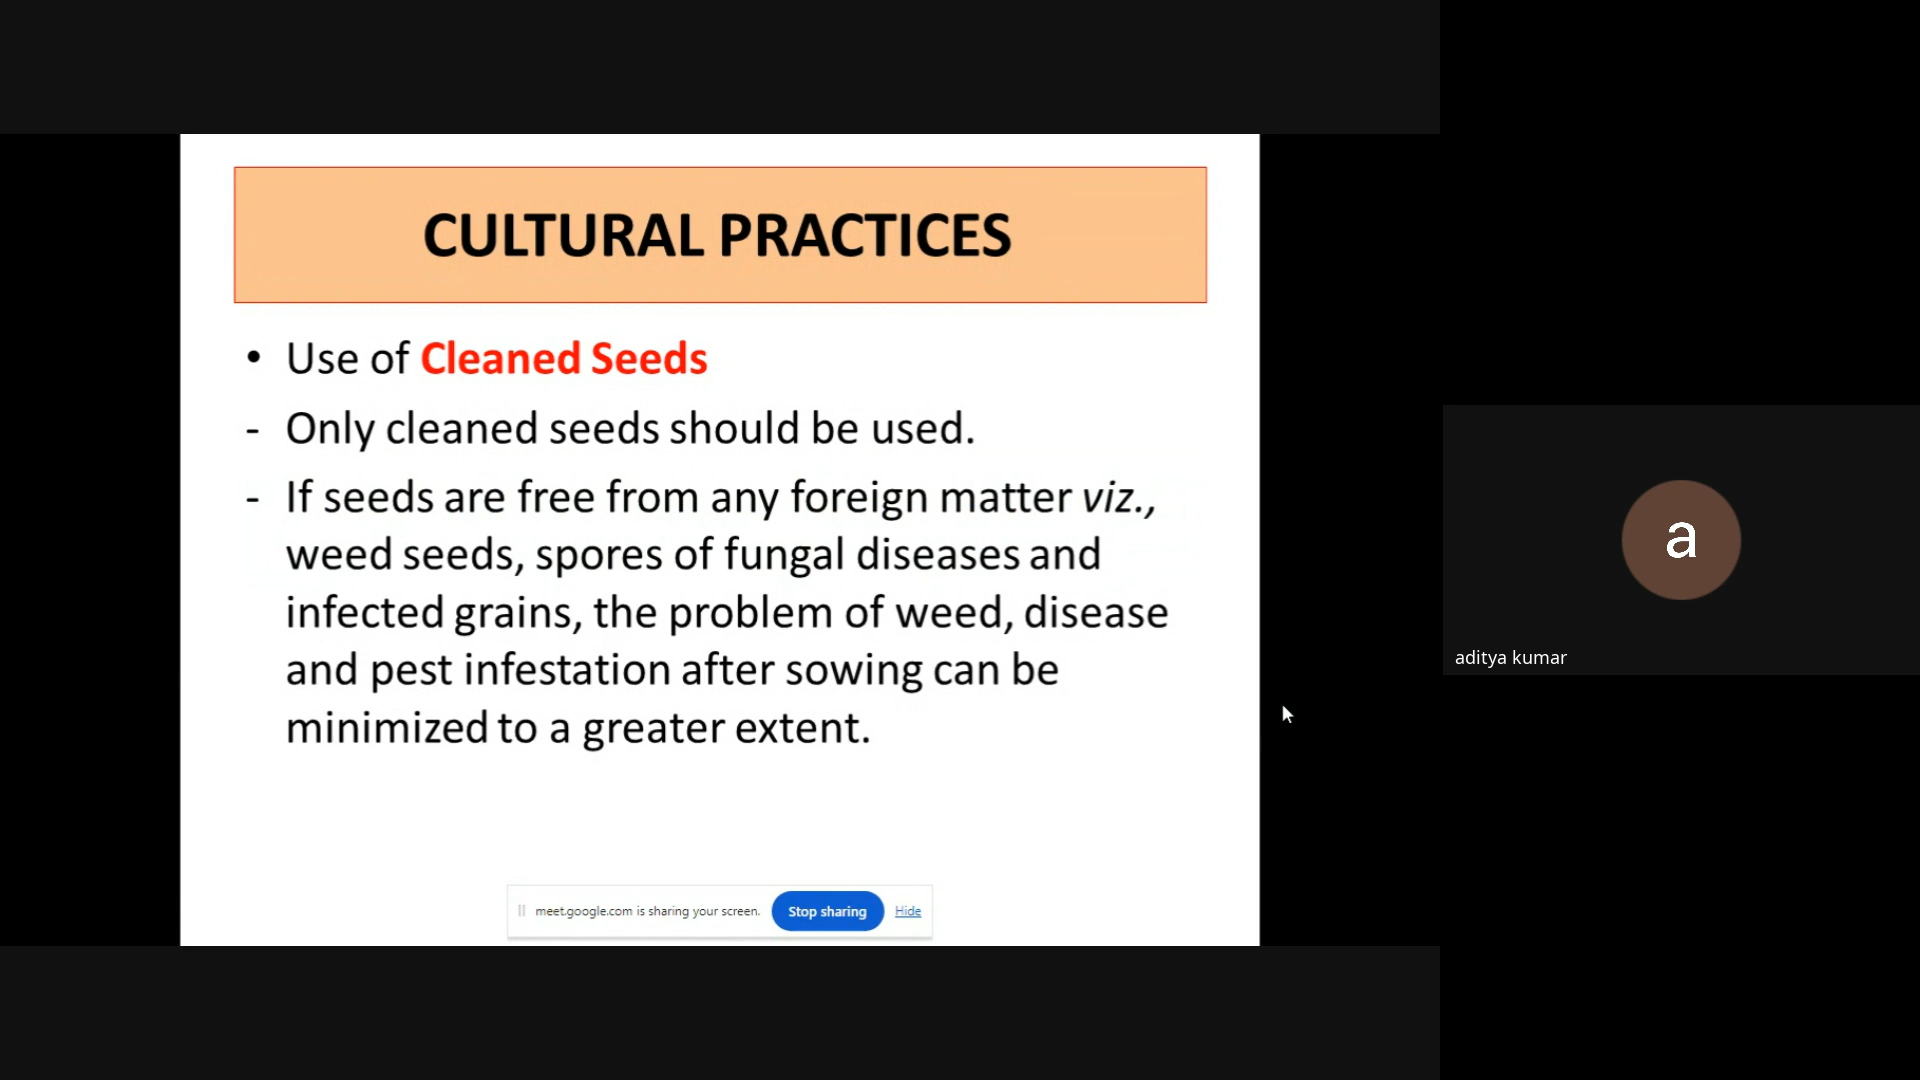 CULTURAL PRACTICES
• Use of Cleaned Seeds
- Only cleaned seeds should be used.
- If seeds are free from any foreign matter viz.,
weed seeds, spores of fungal diseases and
infected grains, the problem of weed, disease
and pest infestation after sowing can be
minimized to a greater extent.
meet.google.com is sharing your screen. Stop sharing Hide
a
aditya kumar